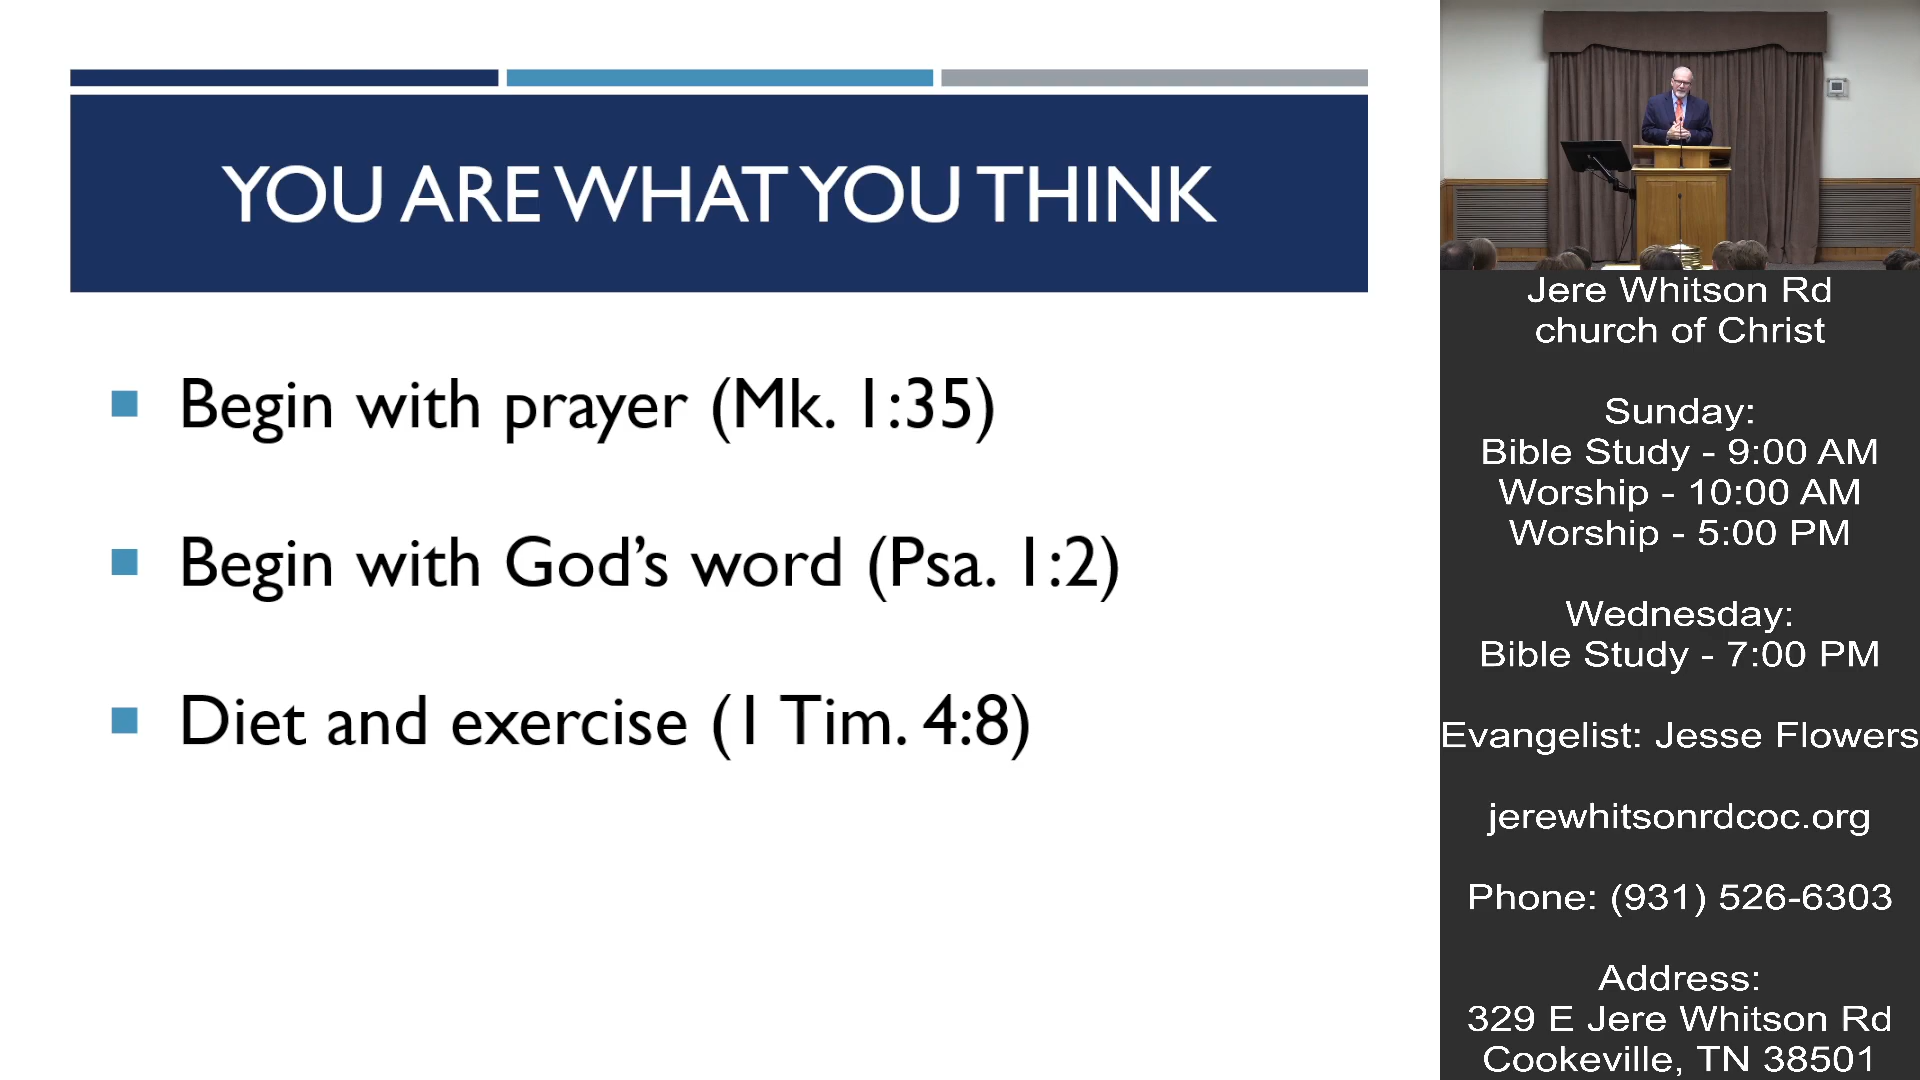 YOU ARE WHAT YOU THINK
Begin with prayer (Mk. 1:35)
Begin with God’s word (Psa. 1:2)
Diet and exercise (1 Tim. 4:8)
Jere Whitson Rd
church of Christ
Sunday:
Bible Study - 9:00 AM
Worship - 10:00 AM
Worship - 5:00 PM
Wednesday:
Bible Study - 7:00 PM
Evangelist: Jesse Flowers
jerewhitsonrdcoc.org
Phone: (931) 526-6303
Address:
329 E Jere Whitson Rd
Cookeville, TN 38501